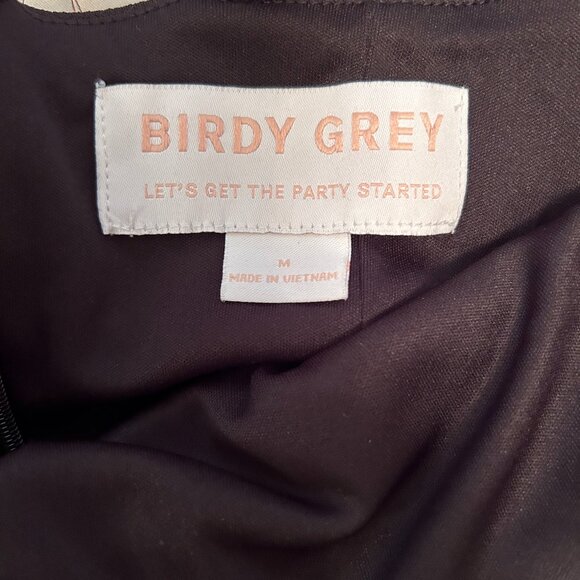 BIRDY GREY
LET'S GET THE PARTY STARTED
M
MADE IN VIETNAM